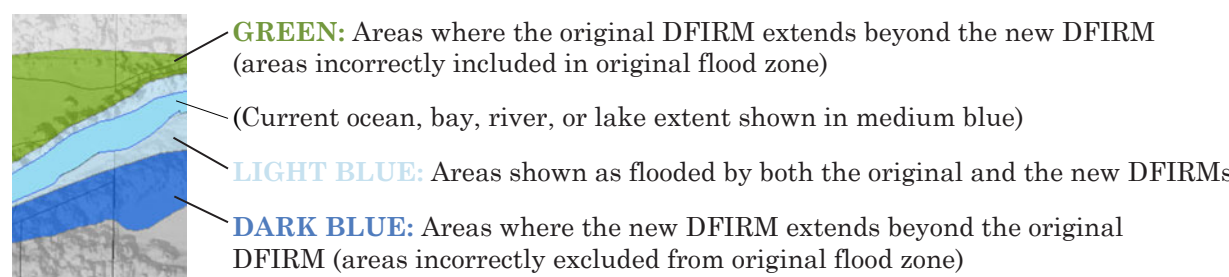 GREEN: Areas where the original DFIRM extends beyond the new DFIRM
(areas incorrectly included in original flood zone)
(Current ocean, bay, river, or lake extent shown in medium blue)
LIGHT BLUE: Areas shown as flooded by both the original and the new DFIRMs
DARK BLUE: Areas where the new DFIRM extends beyond the original
DFIRM (areas incorrectly excluded from original flood zone)